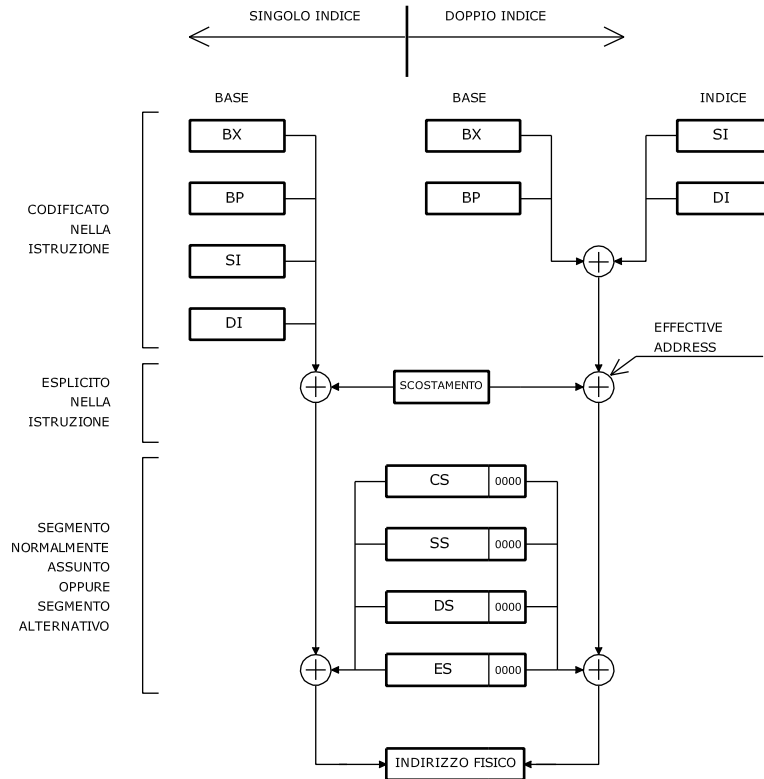 SINGOLO INDICE
DOPPIO INDICE
BASE
BASE
INDICE
BX
BX
SI
BP
BP
DI
CODIFICATO
NELLA
ISTRUZIONE
SI
DI
EFFECTIVE
ADDRESS
ESPLICITO
NELLA
ISTRUZIONE
SCOSTAMENTO
CS 0000
SS 0000
DS 0000
ES 0000
SEGMENTO
NORMALMENTE
ASSUNTO
OPPURE
SEGMENTO
ALTERNATIVO
INDIRIZZO FISICO